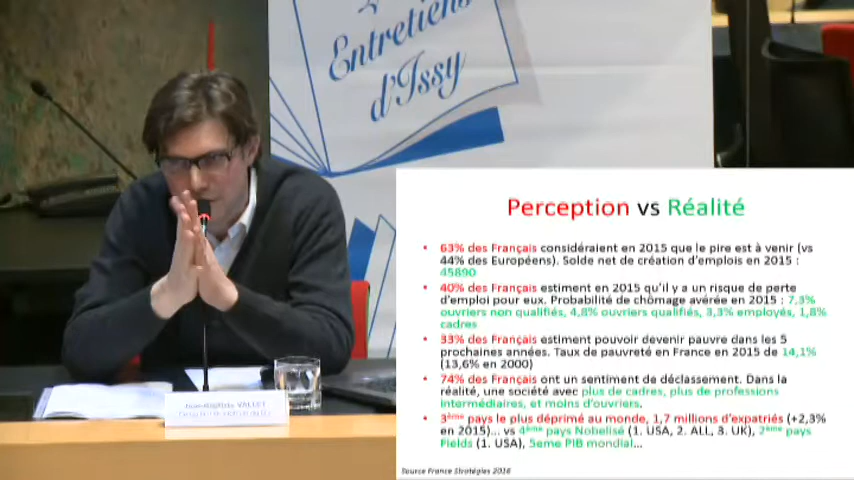 Entretiens
d'Issy
Jean-Baptiste VALLET
Perception vs Réalité
• 63% des Français considéraient en 2015 que le pire est à venir (vs
44% des Européens). Solde net de création d'emplois en 2015 :
45890
• 40% des Français estiment en 2015 qu'il y a un risque de perte
d'emploi pour eux. Probabilité de chômage avérée en 2015 : 7,3%
ouvriers non qualifiés, 4,8% ouvriers qualifiés, 3,3% employés, 1,8%
cadres
• 33% des Français estiment pouvoir devenir pauvre dans les 5
prochaines années. Taux de pauvreté en France en 2015 de 14,1%
(13,6% en 2000)
• 74% des Français ont un sentiment de déclassement. Dans la
réalité, une société avec plus de cadres, plus de professions
intermédiaires, et moins d'ouvriers.
• 3ème pays le plus déprimé au monde, 1,7 millions d'expatriés (+2,3%
en 2015)... vs 4ème pays Nobelisé (1. USA, 2. ALL, 3. UK), 2ème pays
Fields (1. USA), 5eme PIB mondial...
Source France Stratégies 2016